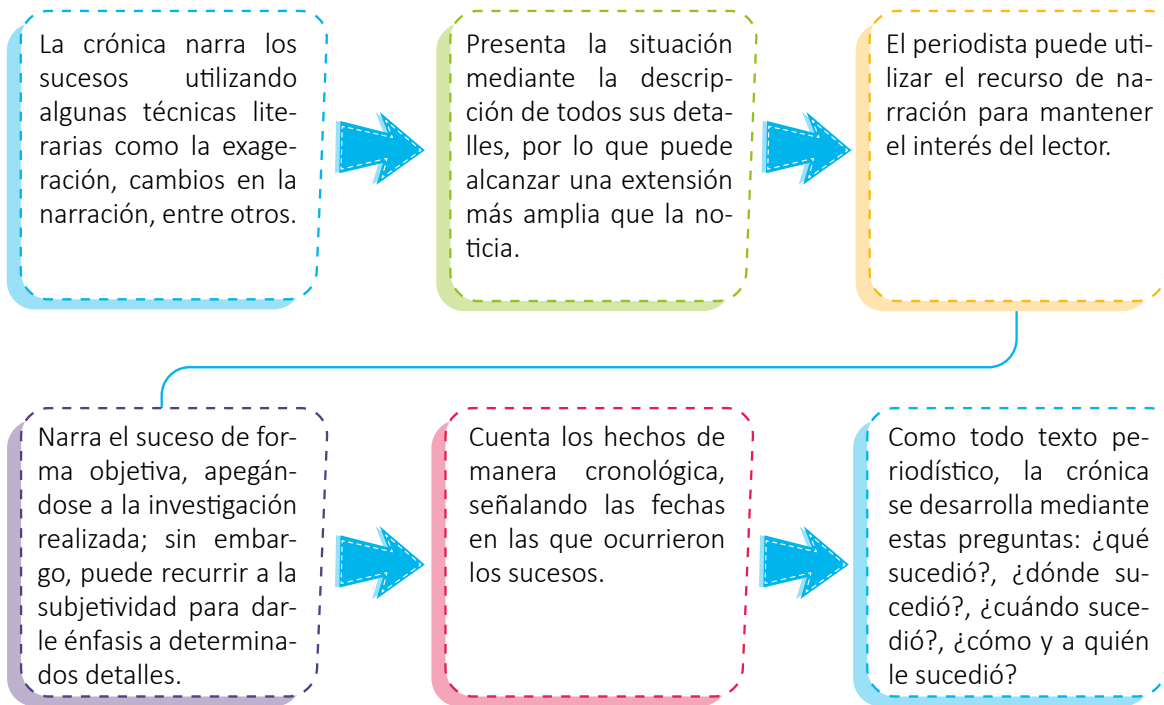 La crónica narra los
sucesos utilizando
algunas técnicas lite-
rarias como la exage-
ración, cambios en la
narración, entre otros.
Presenta la situación
mediante la descrip-
ción de todos sus deta-
lles, por lo que puede
alcanzar una extensión
más amplia que la no-
ticia.
El periodista puede uti-
lizar el recurso de na-
rración para mantener
el interés del lector.
Narra el suceso de for-
ma objetiva, apegán-
dose a la investigación
realizada; sin embar-
go, puede recurrir a la
subjetividad para dar-
le énfasis a determina-
dos detalles.
Cuenta los hechos de
manera cronológica,
señalando las fechas
en las que ocurrieron
los sucesos.
Como todo texto pe-
riodístico, la crónica
se desarrolla mediante
estas preguntas: ¿qué
sucedió?, ¿dónde su-
cedió?, ¿cuándo suce-
dió?, ¿cómo y a quién
le sucedió?